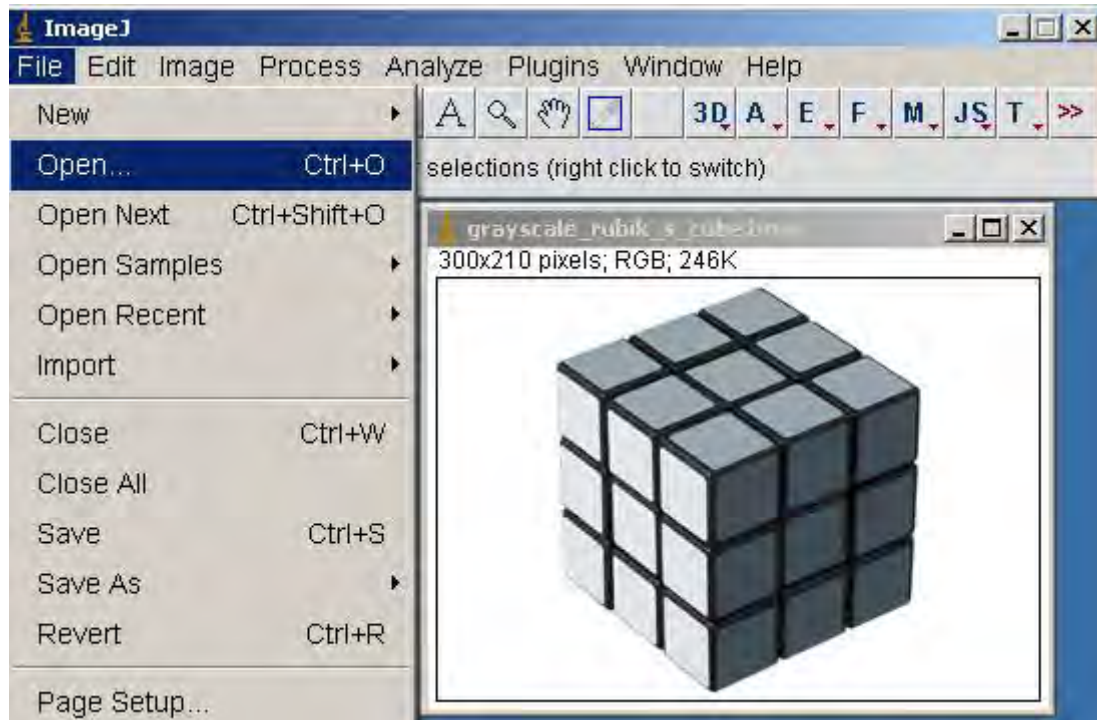 ImageJ
File Edit Image Process Analyze Plugins Window Help
New
A 3D A E F M JS T >>
Open... Ctrl+O
selections (right click to switch)
Open Next Ctrl+Shift+O
grayscale_rubik_s
Open Samples
300x210 pixels; RGB; 246K
Open Recent
Import
Close Ctrl+W
Close All
Save Ctrl+S
Save As
Revert Ctrl+R
Page Setup...